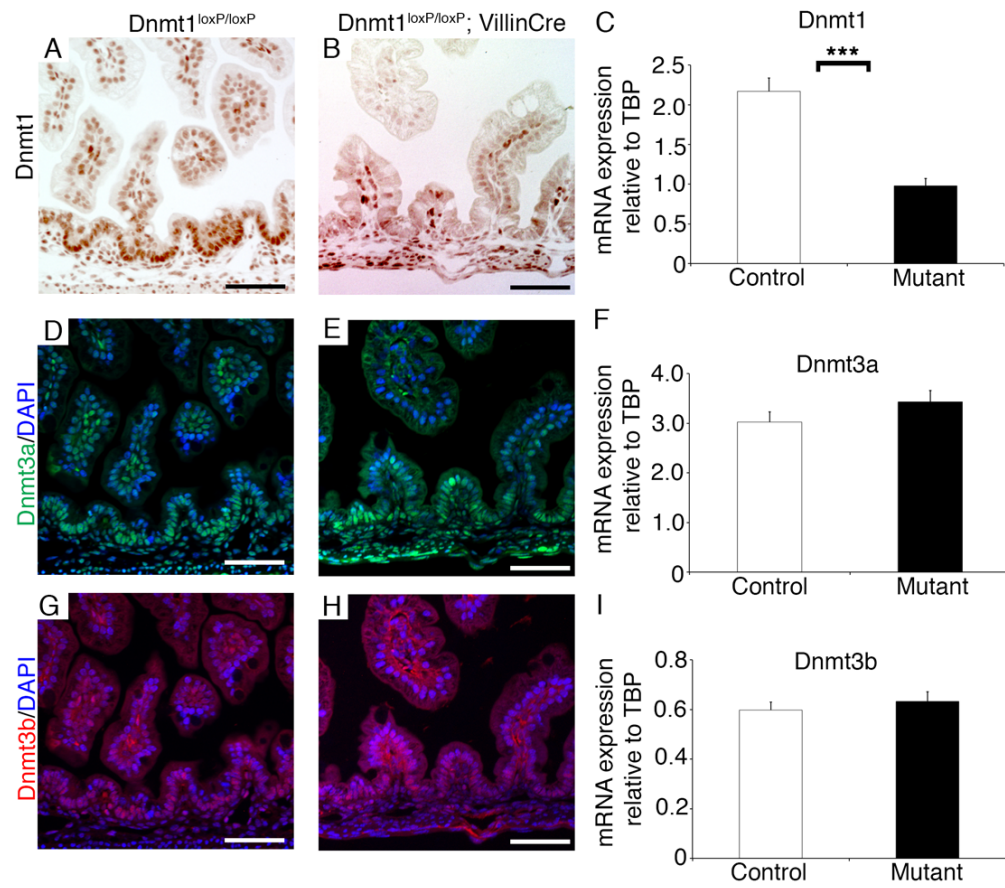 Dnmt1loxP/loxP
Dnmt1loxP/loxP; VillinCre
A
B
Dnmt1
C
Dnmt1
***
mRNA expression
relative to TBP
2.5
2.0
1.5
1.0
0.5
0
Control
Mutant
D
E
Dnmt3a/DAPI
F
Dnmt3a
mRNA expression
relative to TBP
4.0
3.0
2.0
1.0
0
Control
Mutant
G
H
Dnmt3b/DAPI
I
Dnmt3b
mRNA expression
relative to TBP
0.8
0.6
0.4
0.2
0
Control
Mutant